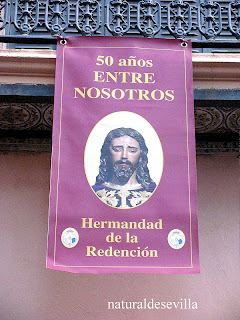 50 años
ENTRE
NOSOTROS
Hermandad
de la
Redención
naturaldesevilla